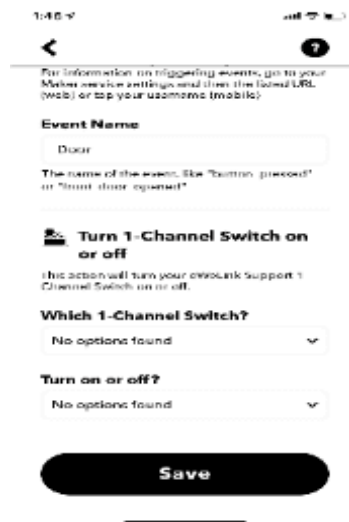 1:46
?
For information on triggering events, go to your
Maker service settings and then the listed URL
(web) or tap your username (mobile)
Event Name
Door
The name of the event, like "button_pressed"
or "front_door_opened"
Turn 1-Channel Switch on
or off
This action will turn your eWeLink Support 1
Channel Switch on or off.
Which 1-Channel Switch?
No options found
Turn on or off?
No options found
Save